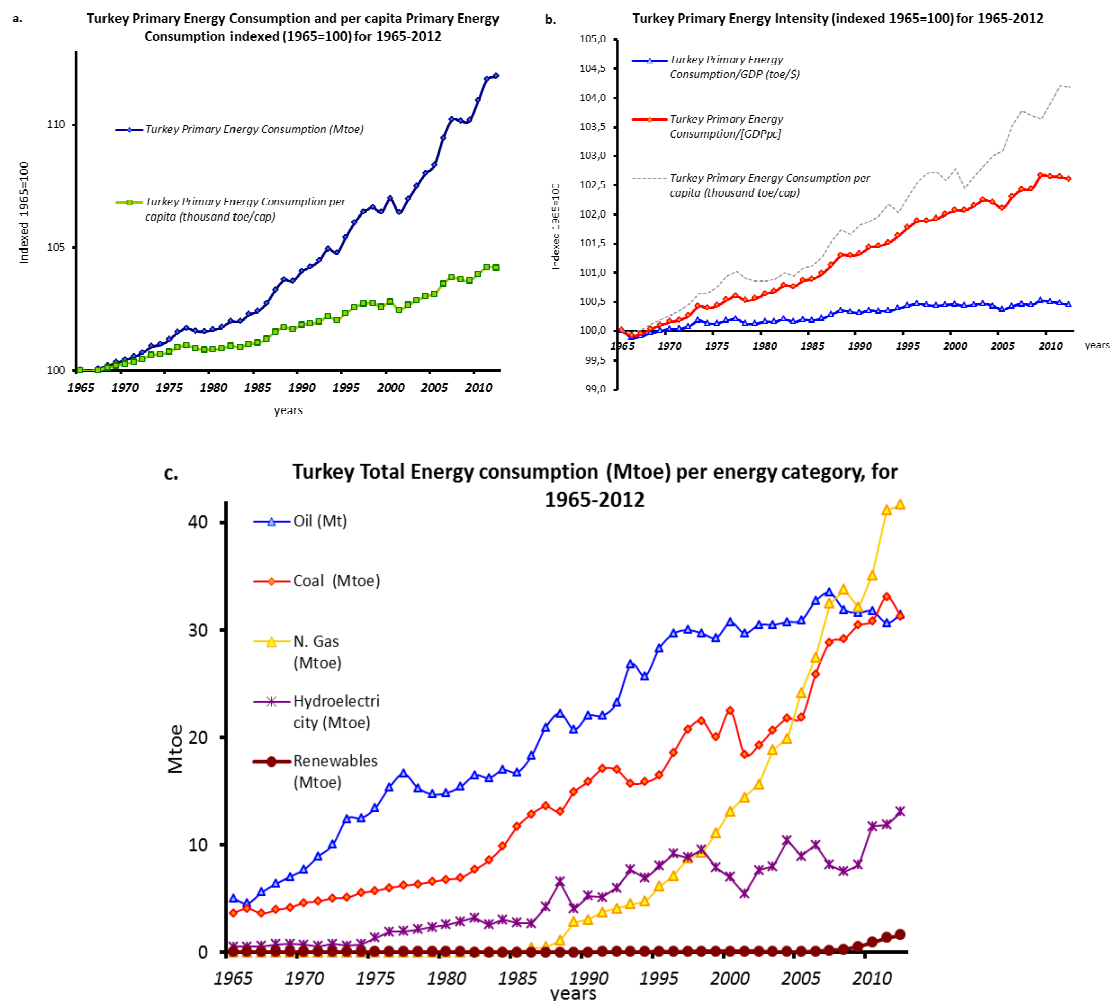 a.
Turkey Primary Energy Consumption and per capita Primary Energy
Consumption indexed (1965=100) for 1965-2012
110
105
100
Indexed 1965=100
Turkey Primary Energy Consumption (Mtoe)
Turkey Primary Energy Consumption per
capita (thousand toe/cap)
1965 1970 1975 1980 1985 1990 1995 2000 2005 2010
years
b.
Turkey Primary Energy Intensity (indexed 1965=100) for 1965-2012
105,0
104,5
104,0
103,5
103,0
102,5
102,0
101,5
101,0
100,5
100,0
99,5
99,0
Indexed 1965=100
Turkey Primary Energy
Consumption/GDP (toe/$)
Turkey Primary Energy
Consumption/[GDPpc]
Turkey Primary Energy Consumption per
capita (thousand toe/cap)
1965 1970 1975 1980 1985 1990 1995 2000 2005 2010 years
c.
Turkey Total Energy consumption (Mtoe) per energy category, for
1965-2012
40
30
20
10
0
Mtoe
Oil (Mt)
Coal (Mtoe)
N. Gas
(Mtoe)
Hydroelectri
city (Mtoe)
Renewables
(Mtoe)
1965 1970 1975 1980 1985 1990 1995 2000 2005 2010
years